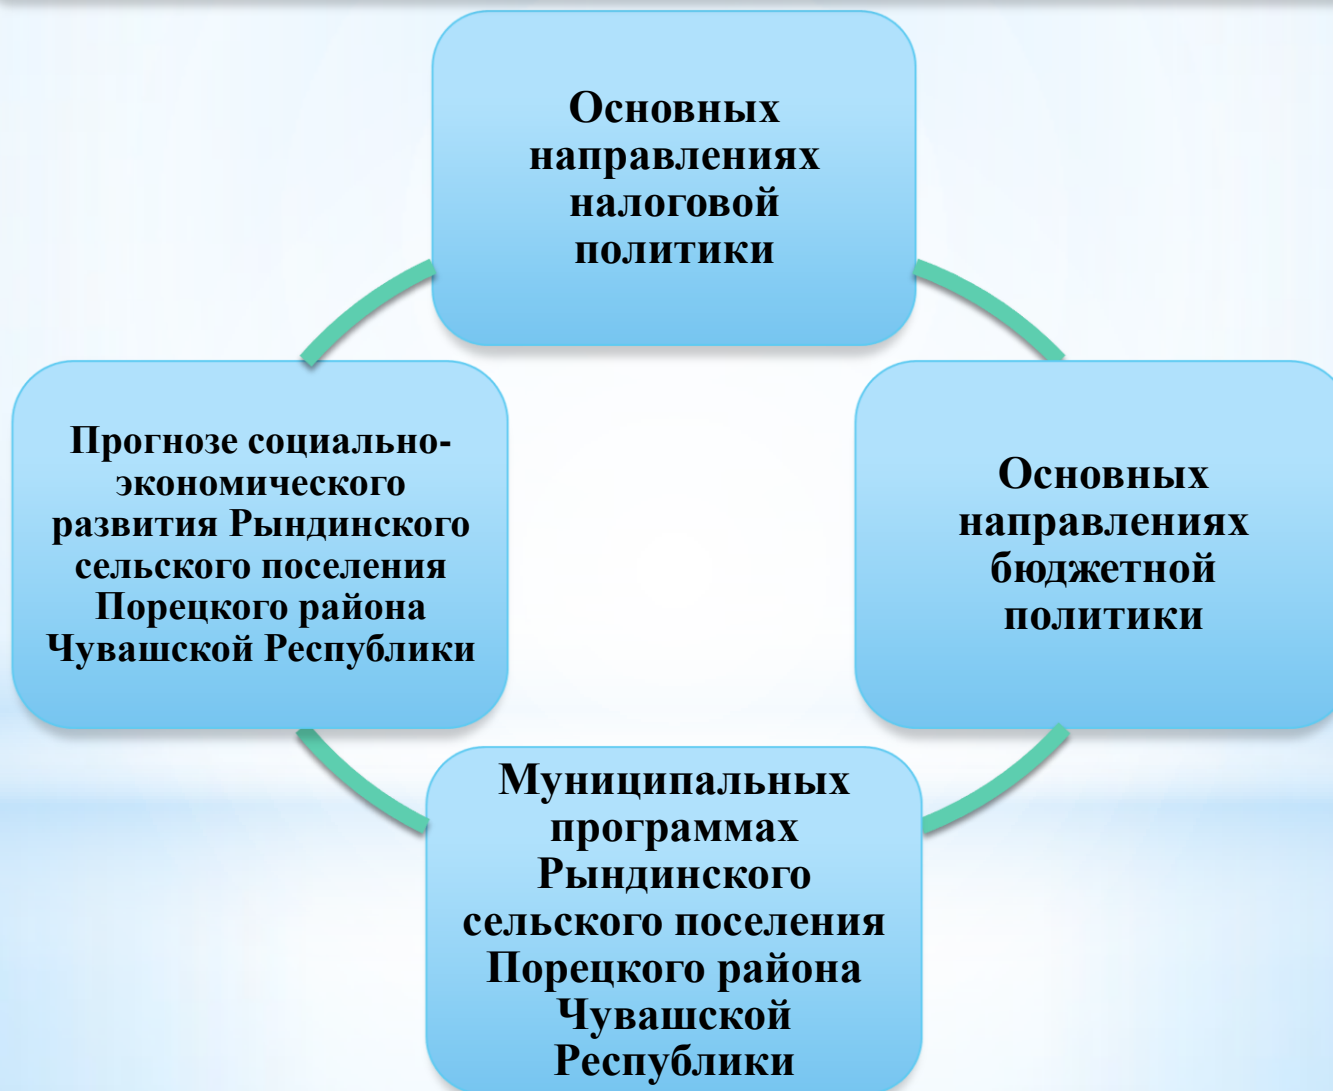 Основных
направлениях
налоговой
политики
Прогнозе социально-
экономического
развития Рындинского
сельского поселения
Порецкого района
Чувашской Республики
Основных
направлениях
бюджетной
политики
Муниципальных
программах
Рындинского
сельского поселения
Порецкого района
Чувашской
Республики